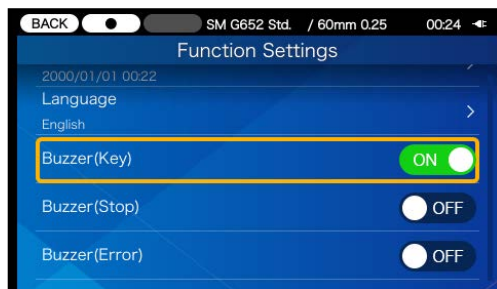 BACK SM G652 Std. / 60mm 0.25 00:24
Function Settings
2000/01/01 00:22
Language
English
Buzzer(Key) ON
Buzzer(Stop) OFF
Buzzer(Error) OFF